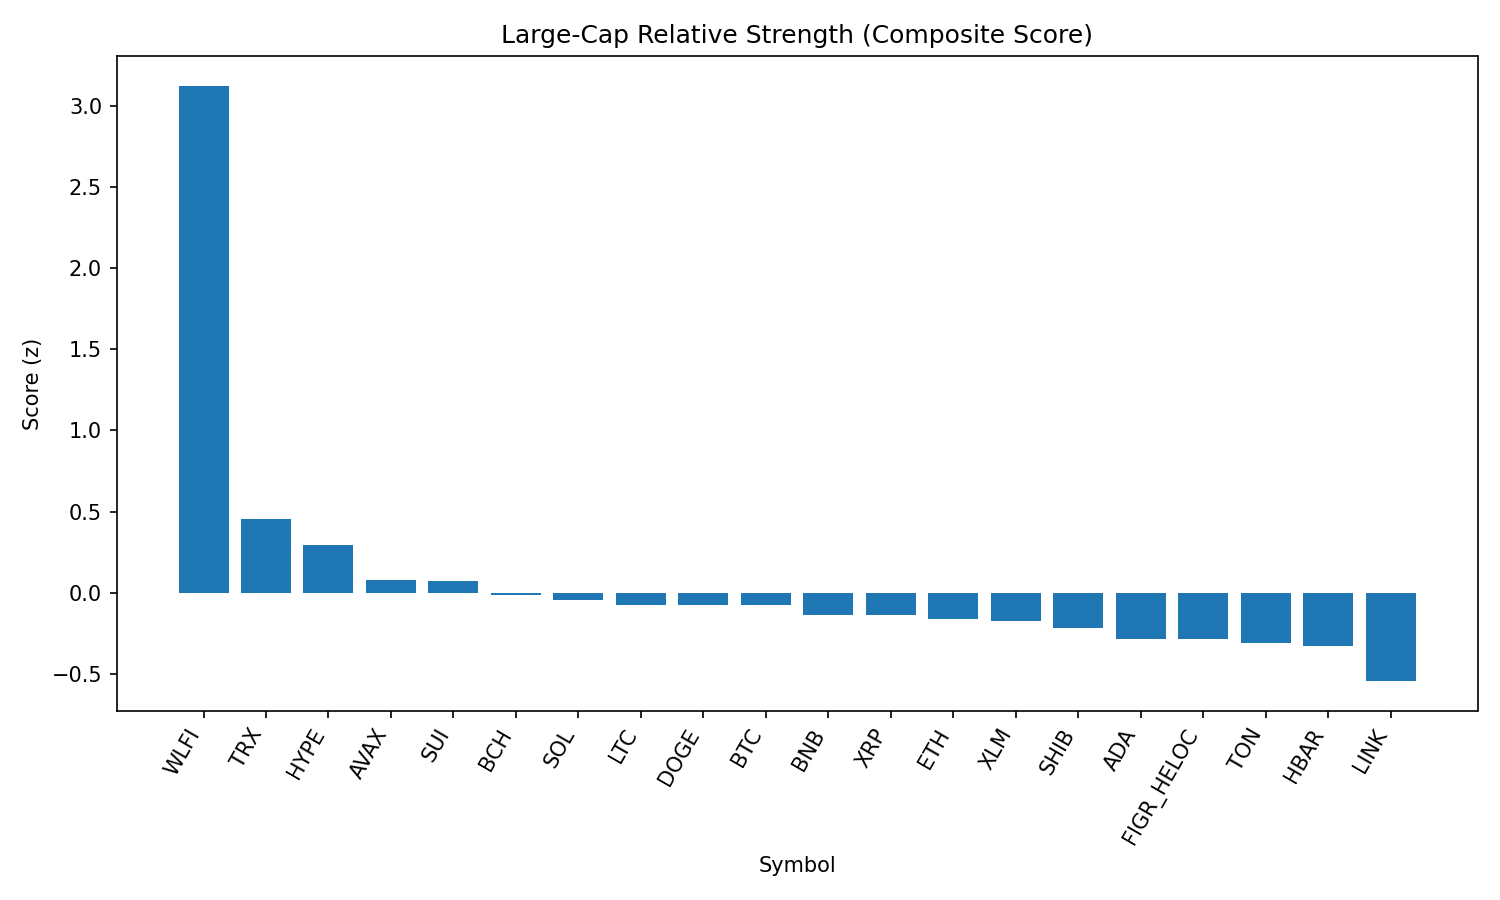 Large-Cap Relative Strength (Composite Score)
Score (z)
3.0
2.5
2.0
1.5
1.0
0.5
0.0
−0.5
WLFI
TRX
HYPE
AVAX
SUI
BCH
SOL
LTC
DOGE
BTC
BNB
XRP
ETH
XLM
SHIB
ADA
FIGR_HELOC
TON
HBAR
LINK
Symbol